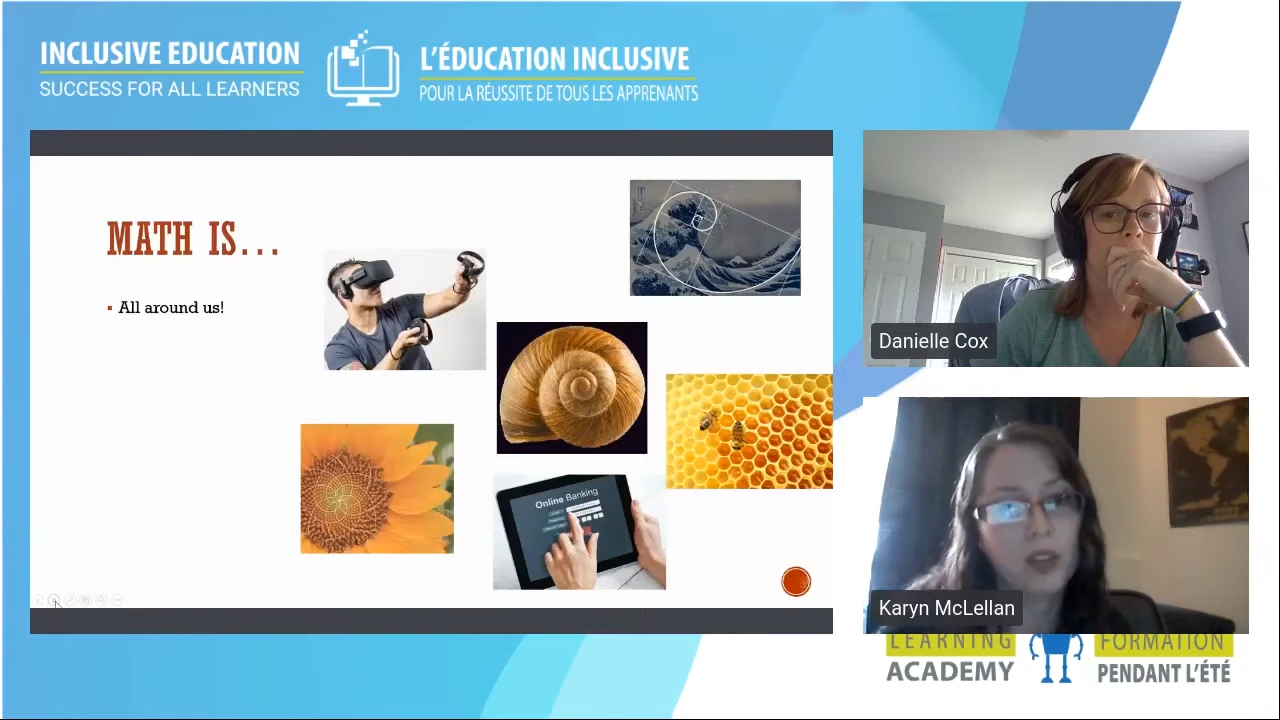 INCLUSIVE EDUCATION
SUCCESS FOR ALL LEARNERS
L'ÉDUCATION INCLUSIVE
POUR LA RÉUSSITE DE TOUS LES APPRENANTS
MATH IS...
▪ All around us!
Online Banking
Danielle Cox
Karyn McLellan
LEARNING
ACADEMY
FORMATION
PENDANT L'ÉTÉ